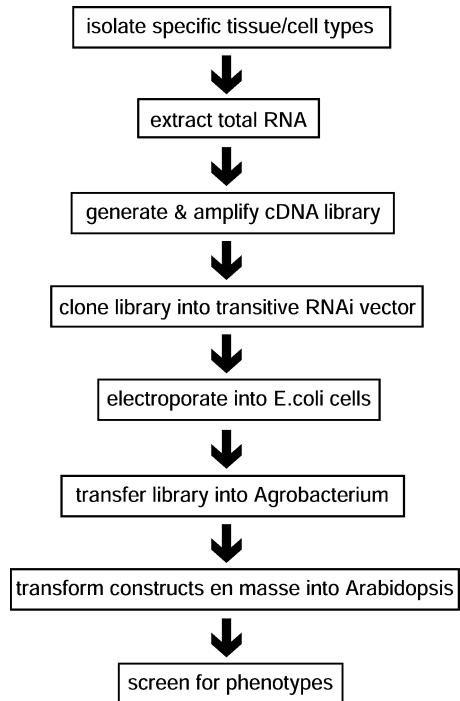 isolate specific tissue/cell types
extract total RNA
generate & amplify cDNA library
clone library into transitive RNAi vector
electroporate into E.coli cells
transfer library into Agrobacterium
transform constructs en masse into Arabidopsis
screen for phenotypes